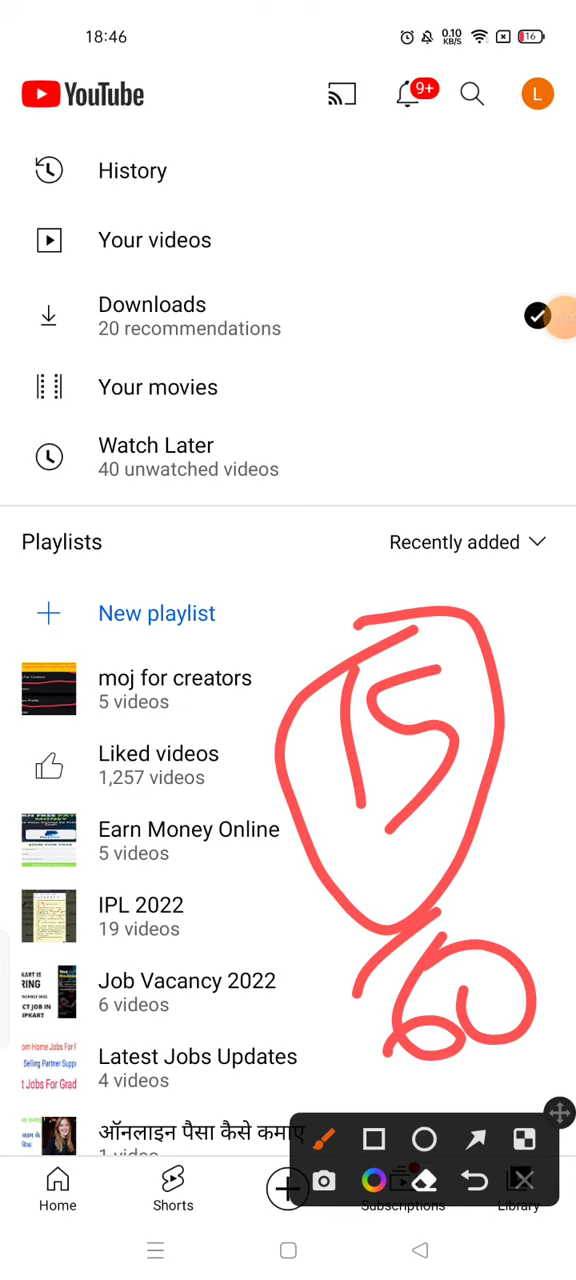 18:46
0.10
KB/S
16
YouTube
9+
L
History
Your videos
Downloads
20 recommendations
Your movies
Watch Later
40 unwatched videos
Playlists
Recently added
New playlist
moj for creators
5 videos
Liked videos
1,257 videos
Earn Money Online
5 videos
IPL 2022
19 videos
Job Vacancy 2022
6 videos
Latest Jobs Updates
4 videos
ऑनलाइन पैसा कैसे कमाए
1 video
15
60
Home
Shorts
Subscriptions
Library